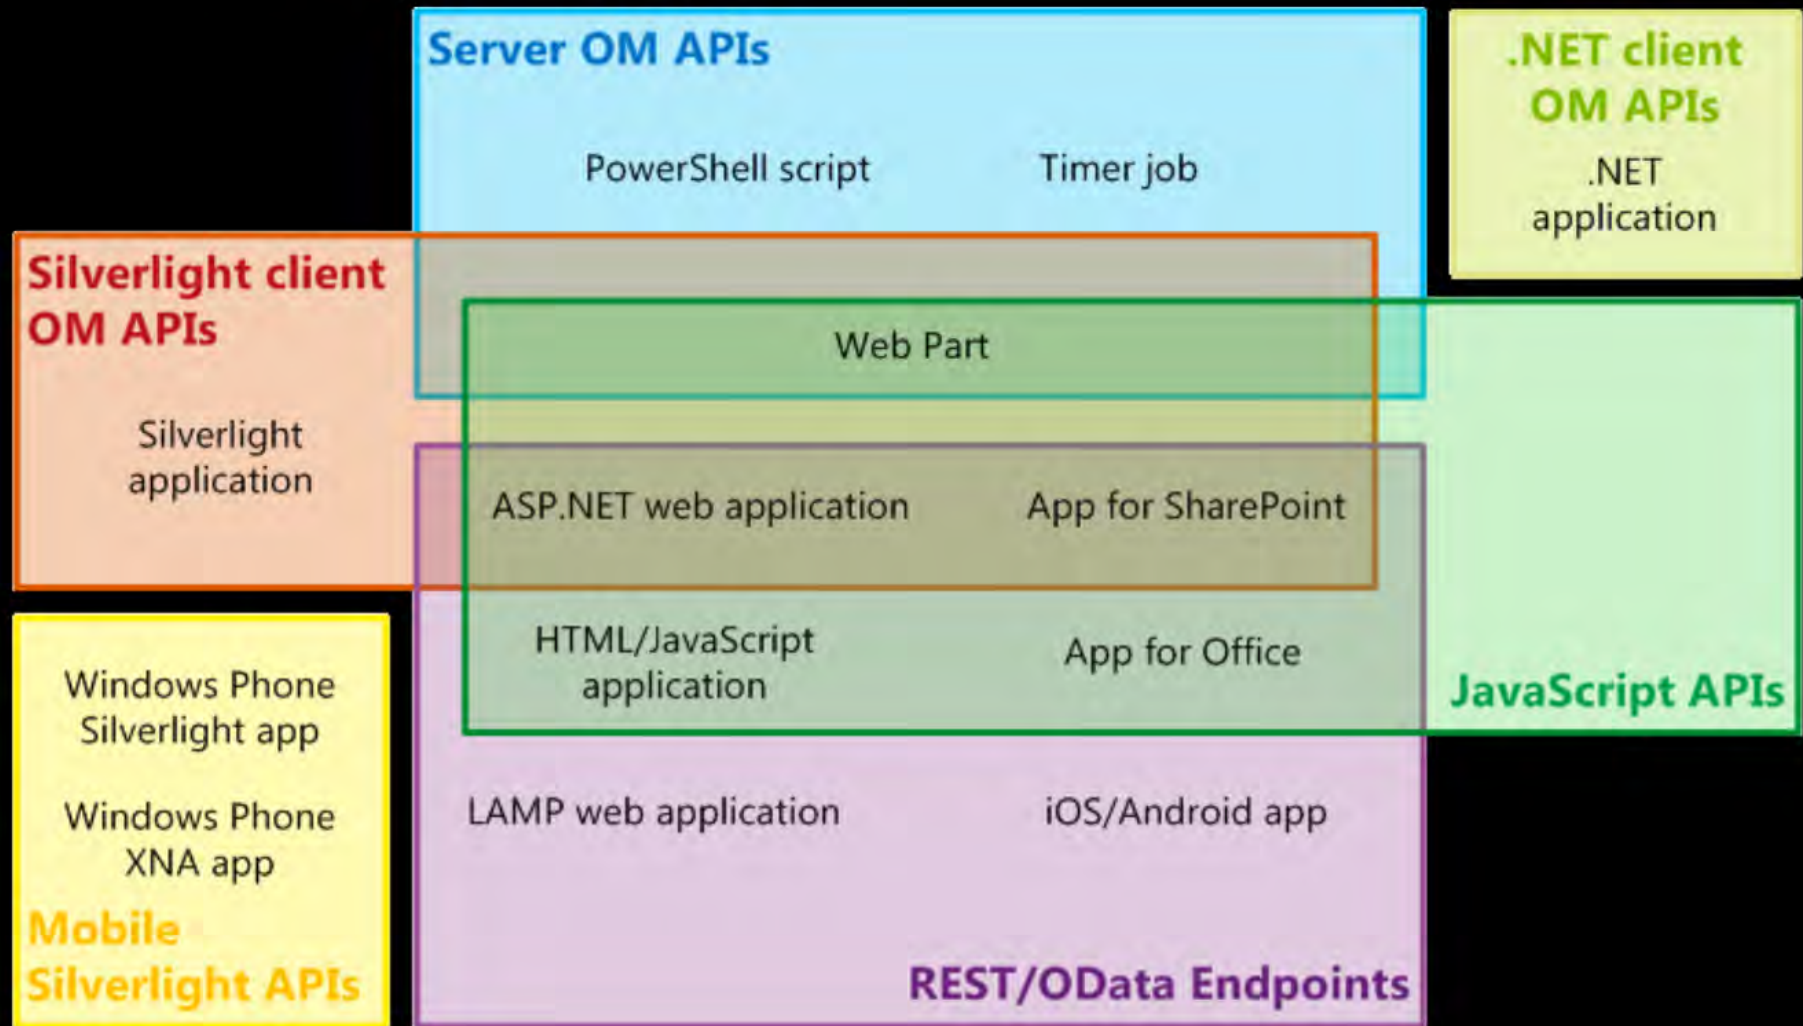 Server OM APIs
.NET client
OM APIs
PowerShell script
Timer job
.NET
application
Silverlight client
OM APIs
Web Part
Silverlight
application
ASP.NET web application
App for SharePoint
HTML/JavaScript
application
App for Office
JavaScript APIs
Windows Phone
Silverlight app
Windows Phone
XNA app
LAMP web application
iOS/Android app
Mobile
Silverlight APIs
REST/OData Endpoints